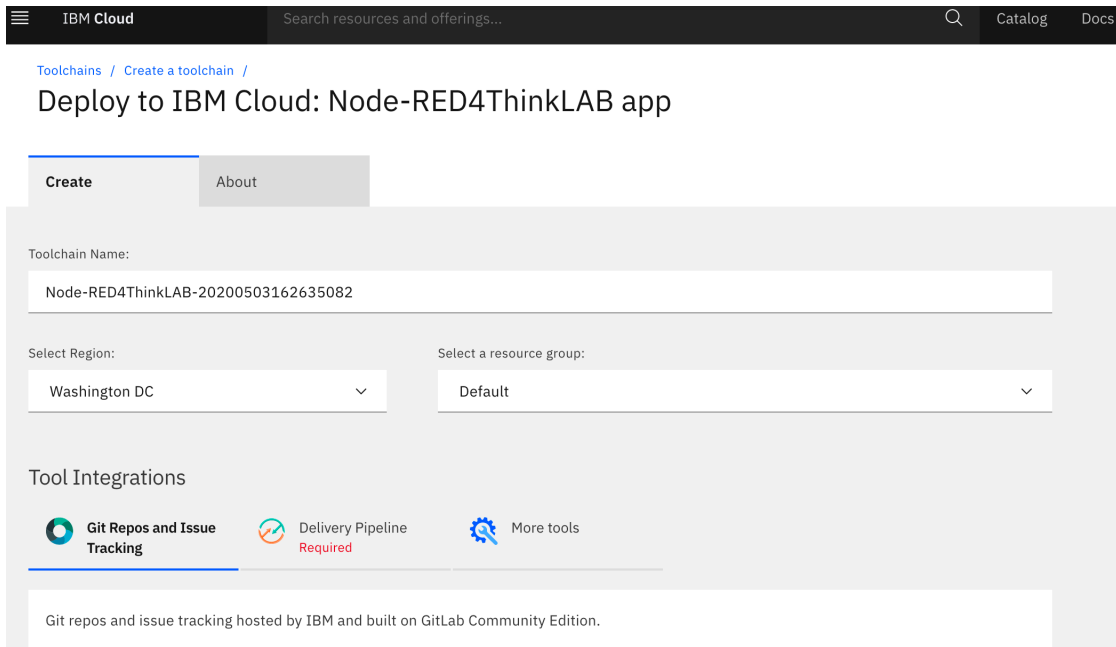 IBM Cloud
Search resources and offerings...
Catalog
Docs
Toolchains / Create a toolchain /
Deploy to IBM Cloud: Node-RED4ThinkLAB app
Create
About
Toolchain Name:
Node-RED4ThinkLAB-20200503162635082
Select Region:
Select a resource group:
Washington DC
Default
Tool Integrations
Git Repos and Issue
Tracking
Delivery Pipeline
Required
More tools
Git repos and issue tracking hosted by IBM and built on GitLab Community Edition.